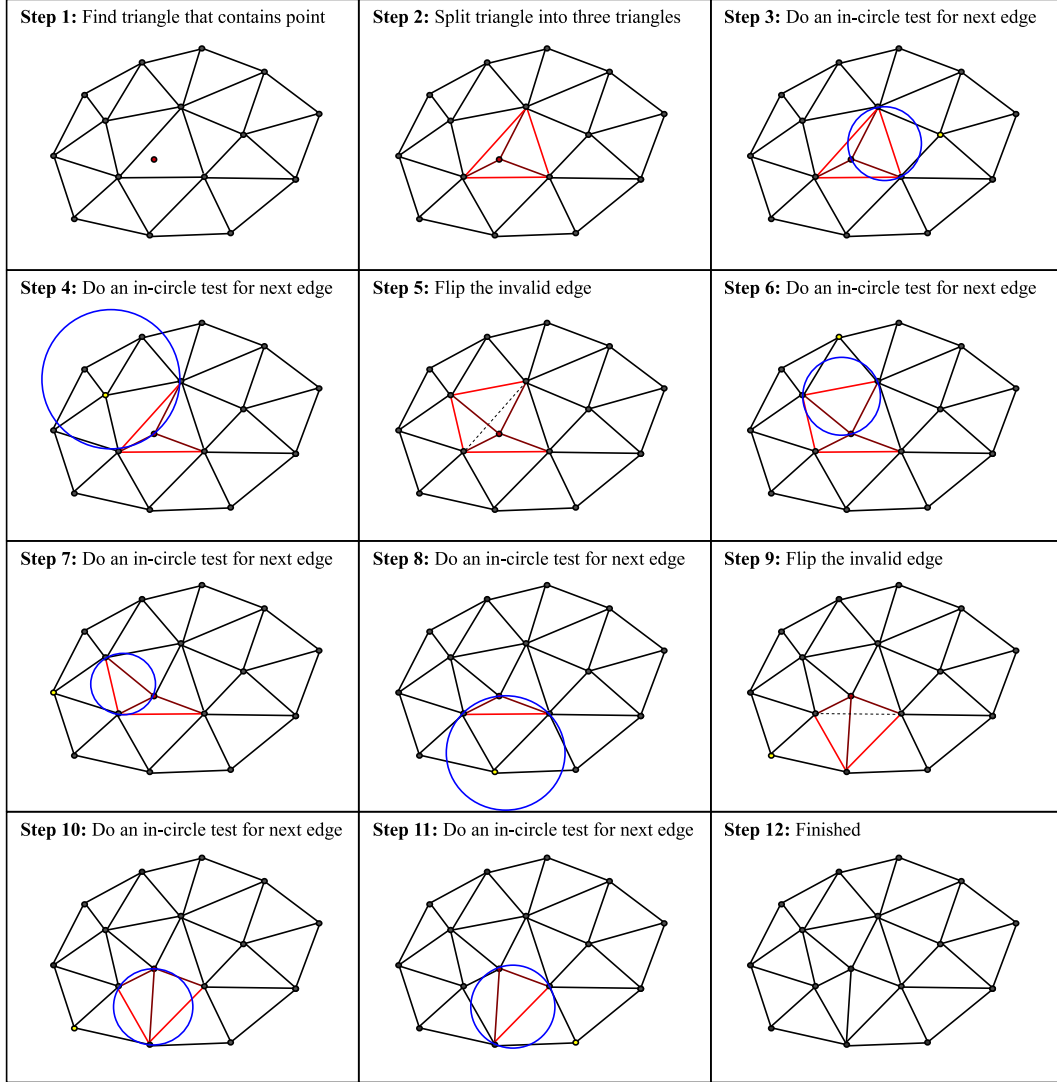 Step 1: Find triangle that contains point
Step 2: Split triangle into three triangles
Step 3: Do an in-circle test for next edge
Step 4: Do an in-circle test for next edge
Step 5: Flip the invalid edge
Step 6: Do an in-circle test for next edge
Step 7: Do an in-circle test for next edge
Step 8: Do an in-circle test for next edge
Step 9: Flip the invalid edge
Step 10: Do an in-circle test for next edge
Step 11: Do an in-circle test for next edge
Step 12: Finished